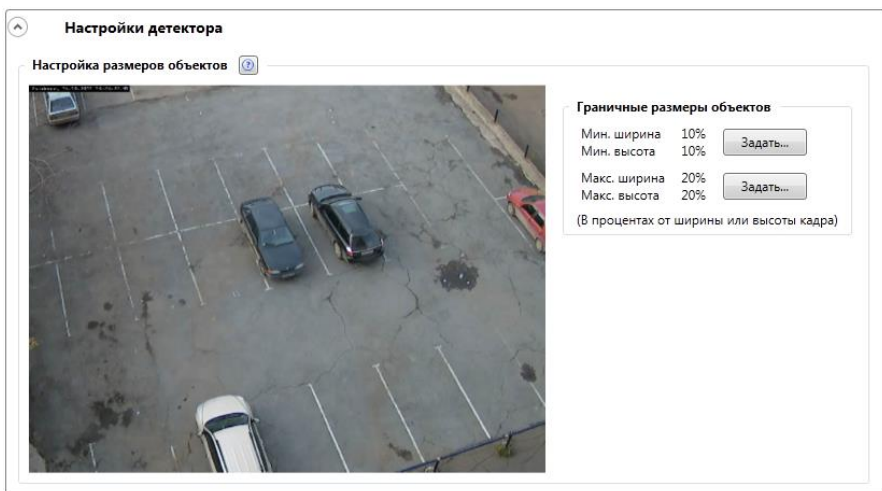 Настройки детектора
Настройка размеров объектов
Граничные размеры объектов
Мин. ширина 10%
Мин. высота 10%
Задать...
Макс. ширина 20%
Макс. высота 20%
Задать...
(В процентах от ширины или высоты кадра)